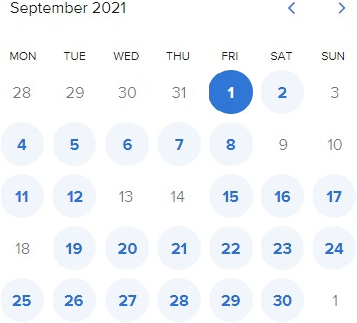 September 2021
MON TUE WED THU FRI SAT SUN
28 29 30 31 1 2 3
4 5 6 7 8 9 10
11 12 13 14 15 16 17
18 19 20 21 22 23 24
25 26 27 28 29 30 1